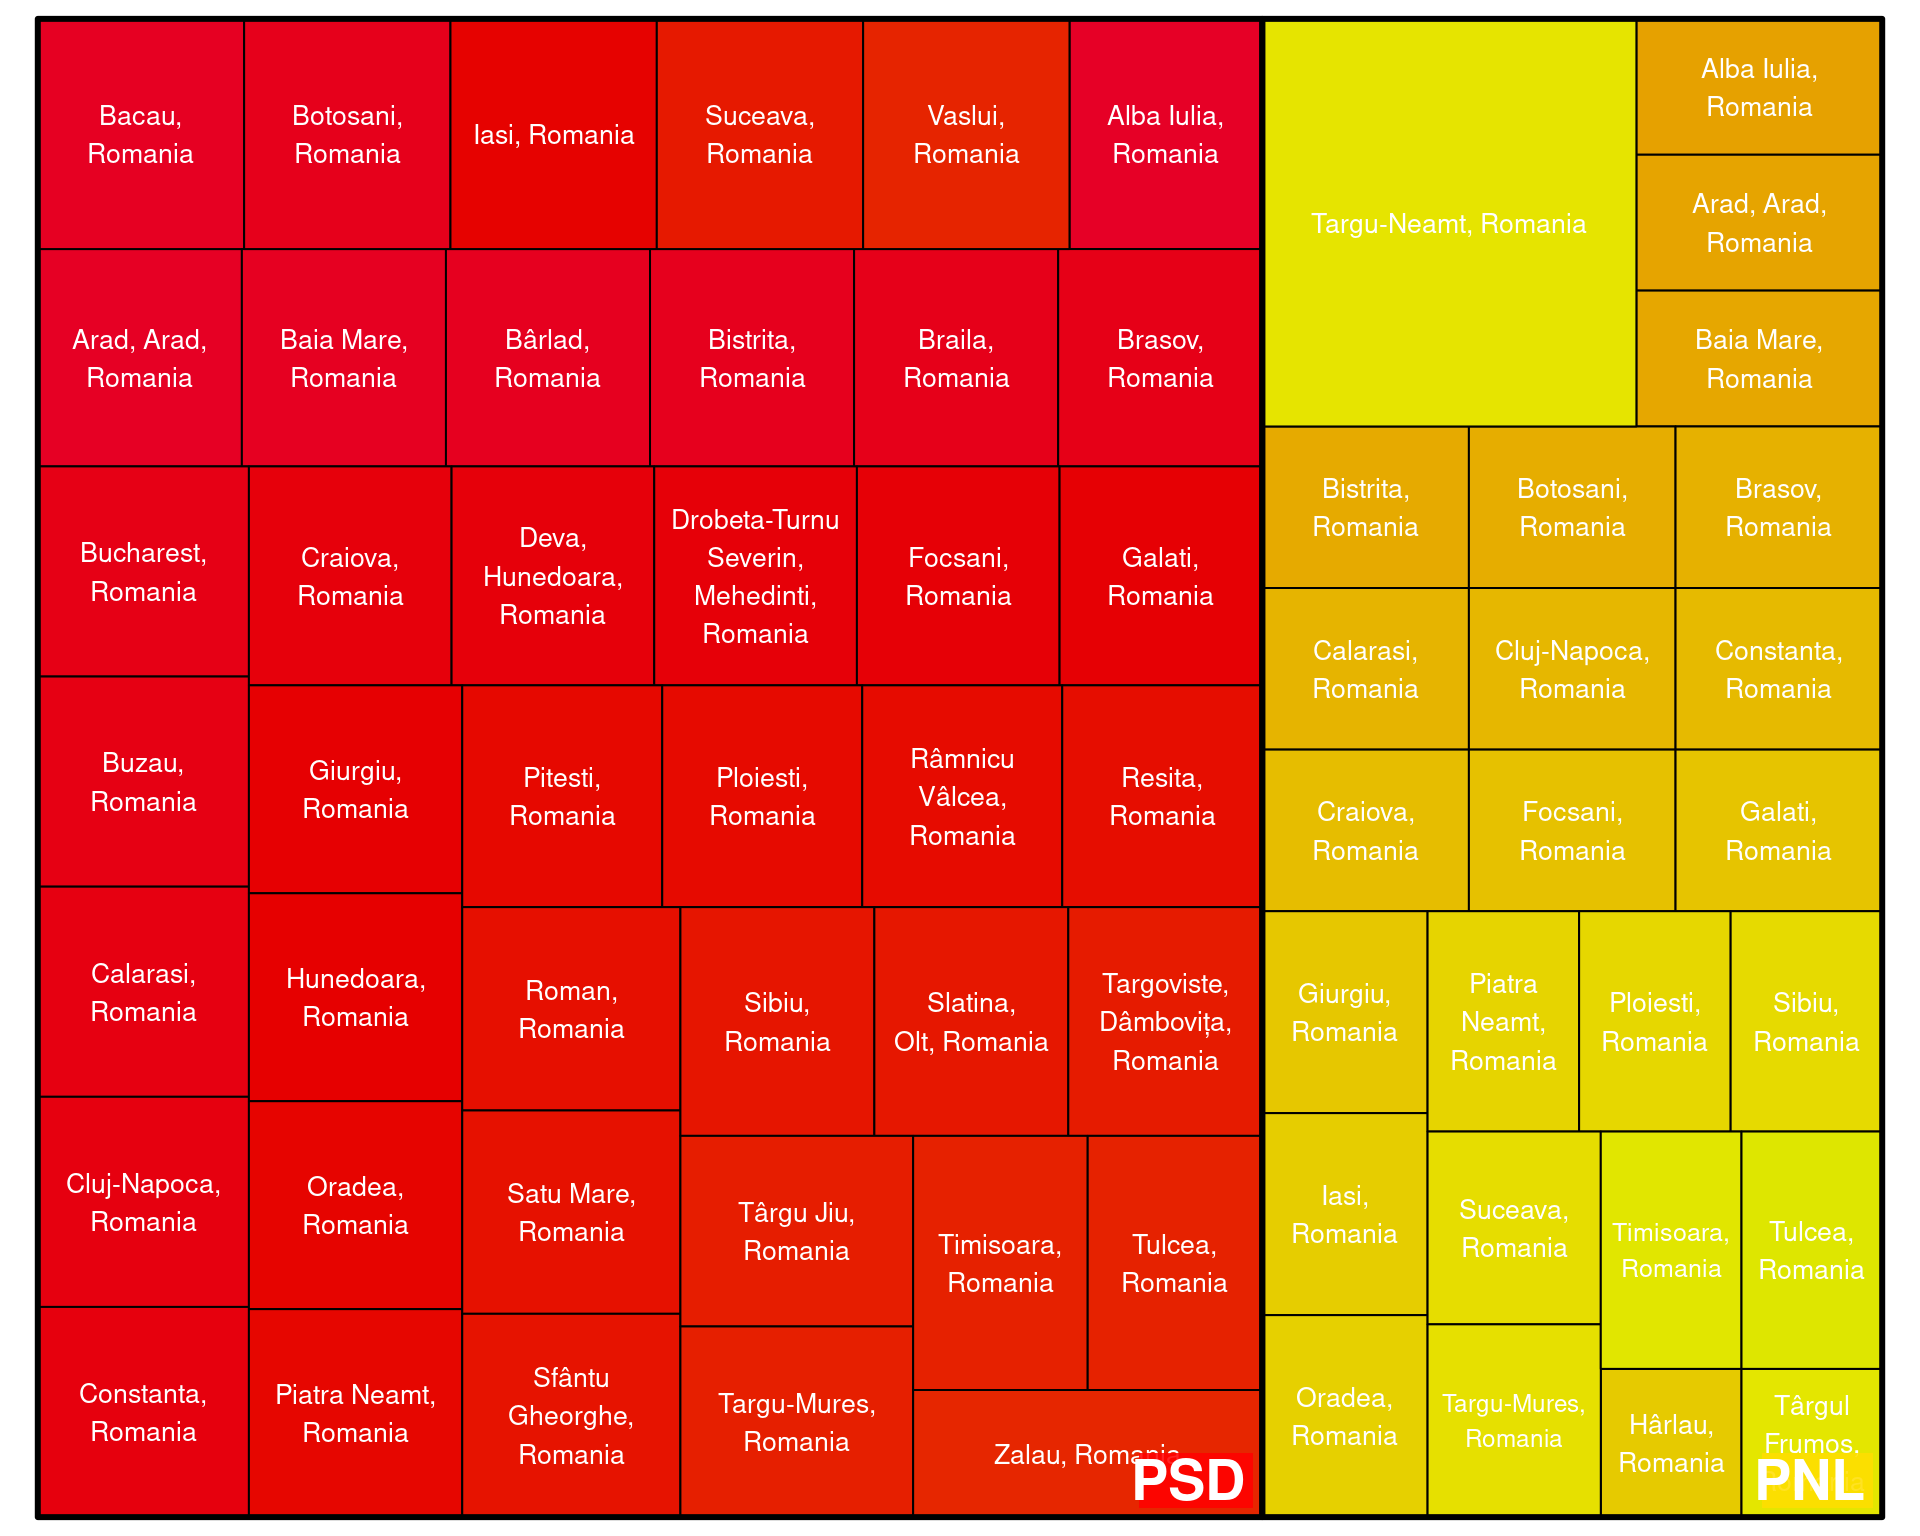 Bacau,
Romania
Botosani,
Romania
Iasi, Romania
Suceava,
Romania
Vaslui,
Romania
Alba Iulia,
Romania
Arad, Arad,
Romania
Baia Mare,
Romania
Bârlad,
Romania
Bistrita,
Romania
Braila,
Romania
Brasov,
Romania
Bucharest,
Romania
Craiova,
Romania
Deva,
Hunedoara,
Romania
Drobeta-Turnu
Severin,
Mehedinti,
Romania
Focsani,
Romania
Galati,
Romania
Buzau,
Romania
Giurgiu,
Romania
Pitesti,
Romania
Ploiesti,
Romania
Râmnicu
Vâlcea,
Romania
Resita,
Romania
Calarasi,
Romania
Hunedoara,
Romania
Roman,
Romania
Sibiu,
Romania
Slatina,
Olt, Romania
Targoviste,
Dâmbovița,
Romania
Cluj-Napoca,
Romania
Oradea,
Romania
Satu Mare,
Romania
Târgu Jiu,
Romania
Timisoara,
Romania
Tulcea,
Romania
Constanta,
Romania
Piatra Neamt,
Romania
Sfântu
Gheorghe,
Romania
Targu-Mures,
Romania
Zalau, Romania
PSD
Targu-Neamt, Romania
Alba Iulia,
Romania
Arad, Arad,
Romania
Baia Mare,
Romania
Bistrita,
Romania
Botosani,
Romania
Brasov,
Romania
Calarasi,
Romania
Cluj-Napoca,
Romania
Constanta,
Romania
Craiova,
Romania
Focsani,
Romania
Galati,
Romania
Giurgiu,
Romania
Piatra
Neamt,
Romania
Ploiesti,
Romania
Sibiu,
Romania
Iasi,
Romania
Suceava,
Romania
Timisoara,
Romania
Tulcea,
Romania
Oradea,
Romania
Targu-Mures,
Romania
Hârlau,
Romania
Târgul
Frumos.
PNL